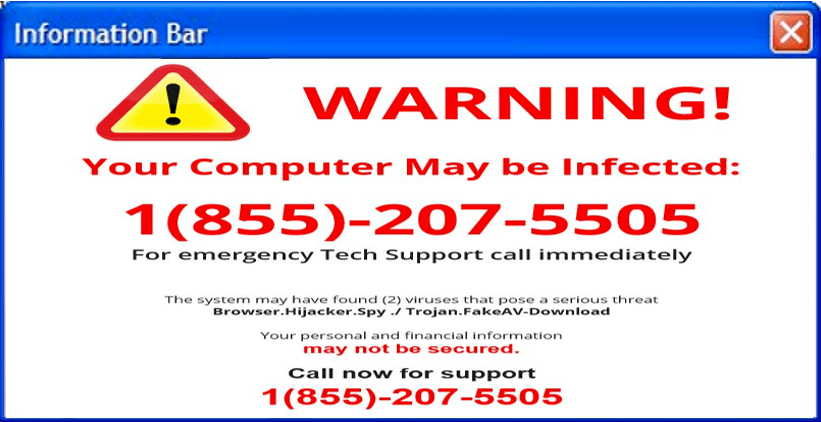 Information Bar
WARNING!
Your Computer May be Infected:
1(855)-207-5505
For emergency Tech Support call immediately
The system may have found (2) viruses that pose a serious threat
Browser.Hijacker.Spy ./ Trojan.FakeAV-Download
Your personal and financial information
may not be secured.
Call now for support
1(855)-207-5505